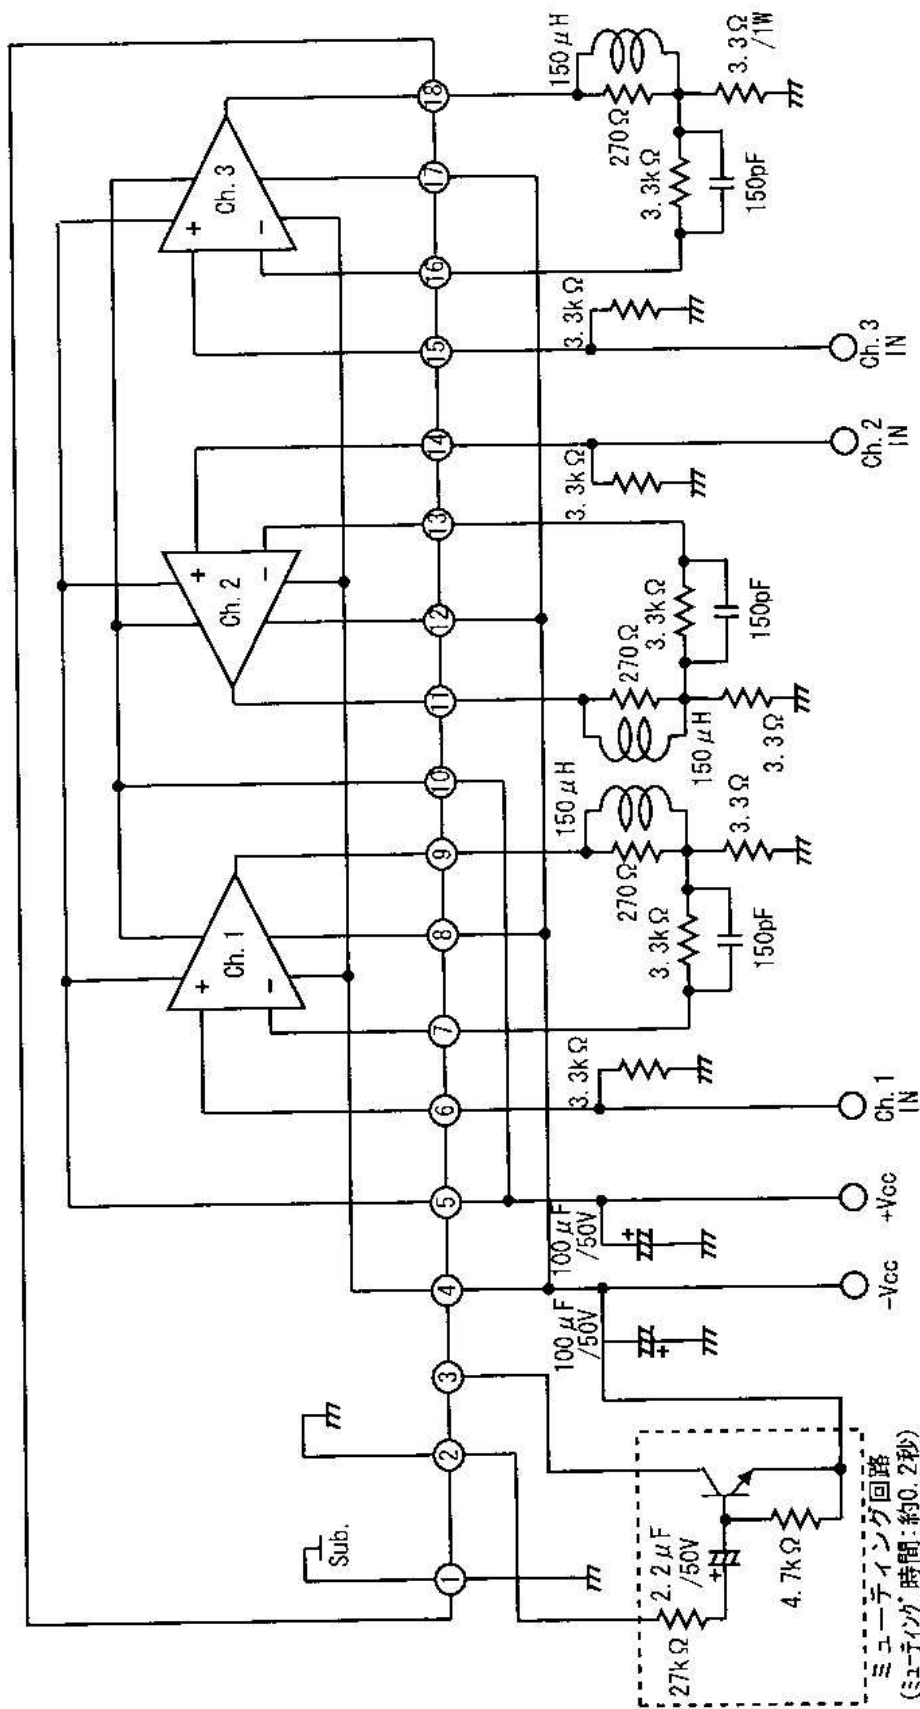 Ch. 1
+
−
Ch. 2
+
−
Ch. 3
+
−
Sub.
1
2
3
4
5
6
7
8
9
10
11
12
13
14
15
16
17
18
27kΩ
2.2μF
/50V
4.7kΩ
ミューティング回路
(ミューティング時間:約0.2秒)
100μF
/50V
+
-Vcc
100μF
/50V
+
+Vcc
3.3kΩ
Ch.1
IN
3.3kΩ
150pF
270Ω
150μH
3.3Ω
150μH
270Ω
3.3Ω
3.3kΩ
150pF
3.3kΩ
Ch.2
IN
3.3kΩ
Ch.3
IN
3.3kΩ
150pF
270Ω
150μH
3.3Ω
/1W